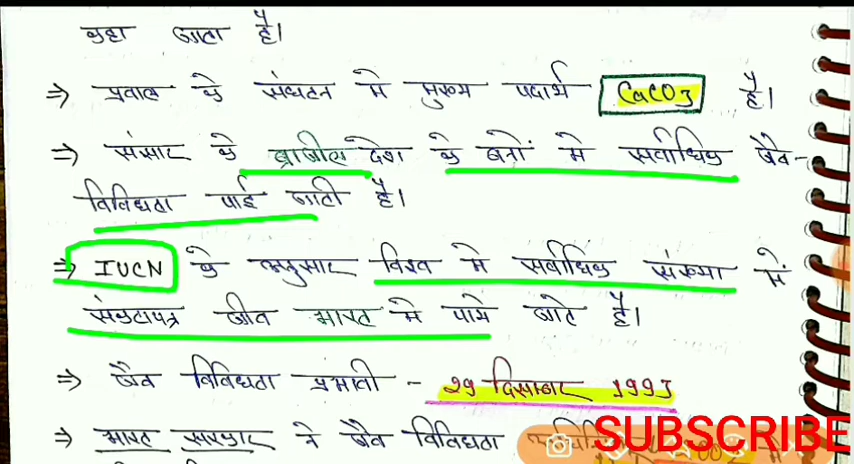 कहा जाता है।
⇒ प्रवाल के संघटन मे मुख्य पदार्थ CaCO3 है।
⇒ संसार के ब्राजील देश के वनों मे सर्वाधिक जैव-
विविधता पाई जाती है।
⇒ IUCN के अनुसार विश्व मे सर्वाधिक संख्या में
संकटापन्न जीव भारत मे पाये जाते है।
⇒ जैव विविधता प्रभावी - 29 दिसम्बर 1993
⇒ भारत सरकार ने जैव विविधता
SUBSCRIBE